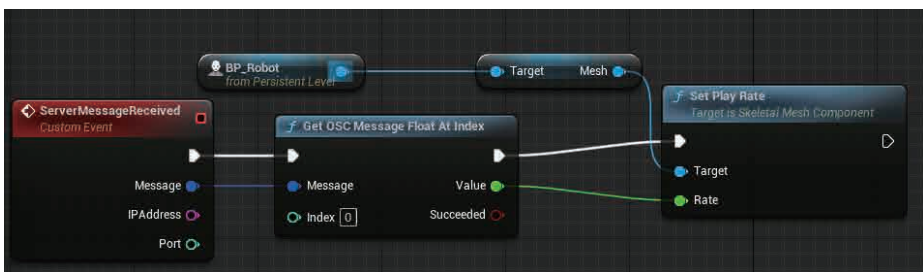 BP_Robot
from Persistent Level
Target Mesh
ServerMessageReceived
Custom Event
Message
IPAddress
Port
f Get OSC Message Float At Index
Message Value
Index 0 Succeeded
f Set Play Rate
Target is Skeletal Mesh Component
Target
Rate